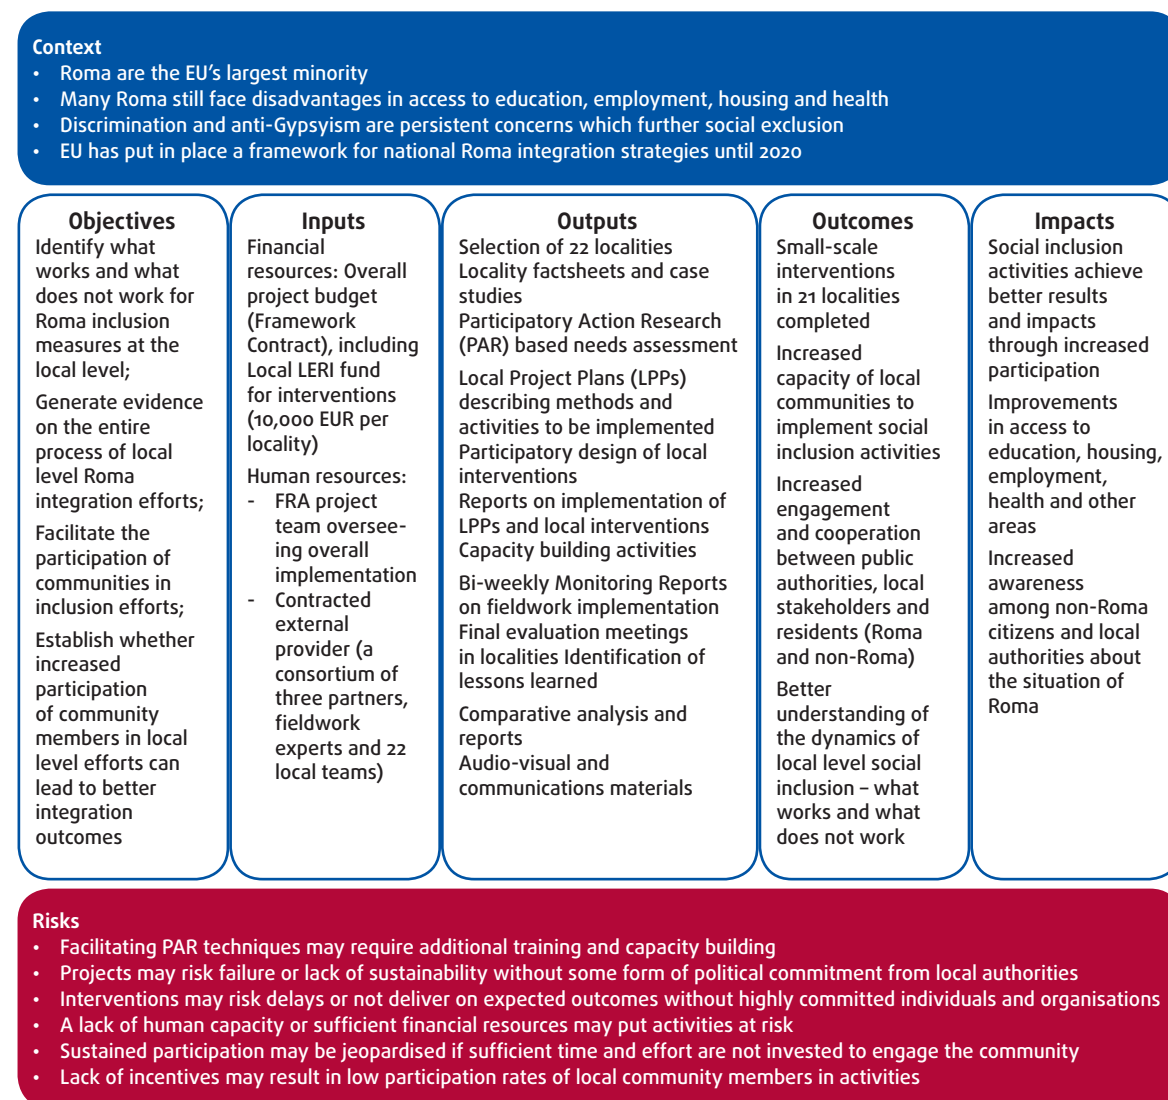 Context
• Roma are the EU's largest minority
• Many Roma still face disadvantages in access to education, employment, housing and health
• Discrimination and anti-Gypsyism are persistent concerns which further social exclusion
• EU has put in place a framework for national Roma integration strategies until 2020
Objectives
Identify what
works and what
does not work for
Roma inclusion
measures at the
local level;
Generate evidence
on the entire
process of local
level Roma
integration efforts;
Facilitate the
participation of
communities in
inclusion efforts;
Establish whether
increased
participation
of community
members in local
level efforts can
lead to better
integration
outcomes
Inputs
Financial
resources: Overall
project budget
(Framework
Contract), including
Local LERI fund
for interventions
(10,000 EUR per
locality)
Human resources:
- FRA project
team oversee-
ing overall
implementation
- Contracted
external
provider (a
consortium of
three partners,
fieldwork
experts and 22
local teams)
Outputs
Selection of 22 localities
Locality factsheets and case
studies
Participatory Action Research
(PAR) based needs assessment
Local Project Plans (LPPs)
describing methods and
activities to be implemented
Participatory design of local
interventions
Reports on implementation of
LPPs and local interventions
Capacity building activities
Bi-weekly Monitoring Reports
on fieldwork implementation
Final evaluation meetings
in localities Identification of
lessons learned
Comparative analysis and
reports
Audio-visual and
communications materials
Outcomes
Small-scale
interventions
in 21 localities
completed
Increased
capacity of local
communities to
implement social
inclusion activities
Increased
engagement
and cooperation
between public
authorities, local
stakeholders and
residents (Roma
and non-Roma)
Better
understanding of
the dynamics of
local level social
inclusion – what
works and what
does not work
Impacts
Social inclusion
activities achieve
better results
and impacts
through increased
participation
Improvements
in access to
education, housing,
employment,
health and other
areas
Increased
awareness
among non-Roma
citizens and local
authorities about
the situation of
Roma
Risks
• Facilitating PAR techniques may require additional training and capacity building
• Projects may risk failure or lack of sustainability without some form of political commitment from local authorities
• Interventions may risk delays or not deliver on expected outcomes without highly committed individuals and organisations
• A lack of human capacity or sufficient financial resources may put activities at risk
• Sustained participation may be jeopardised if sufficient time and effort are not invested to engage the community
• Lack of incentives may result in low participation rates of local community members in activities